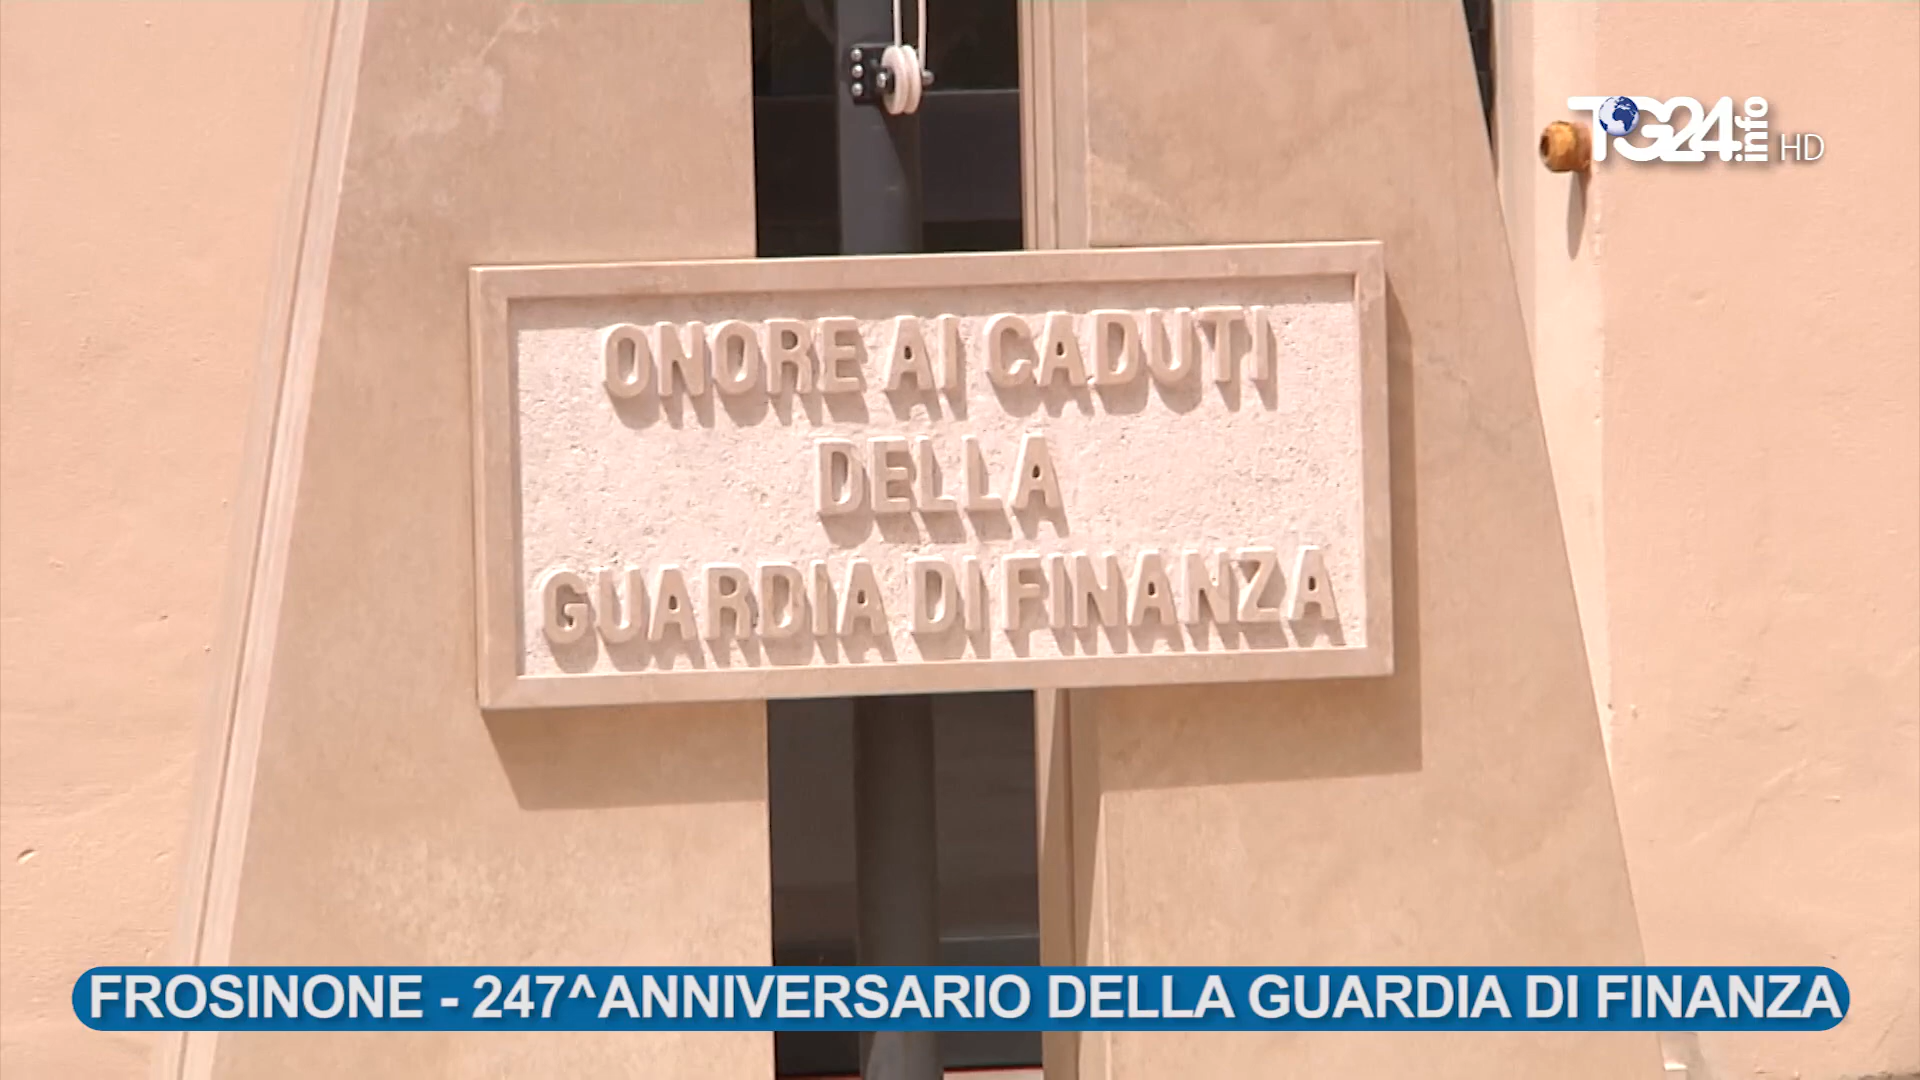 TG24.info HD
ONORE AI CADUTI
DELLA
GUARDIA DI FINANZA
FROSINONE - 247^ANNIVERSARIO DELLA GUARDIA DI FINANZA